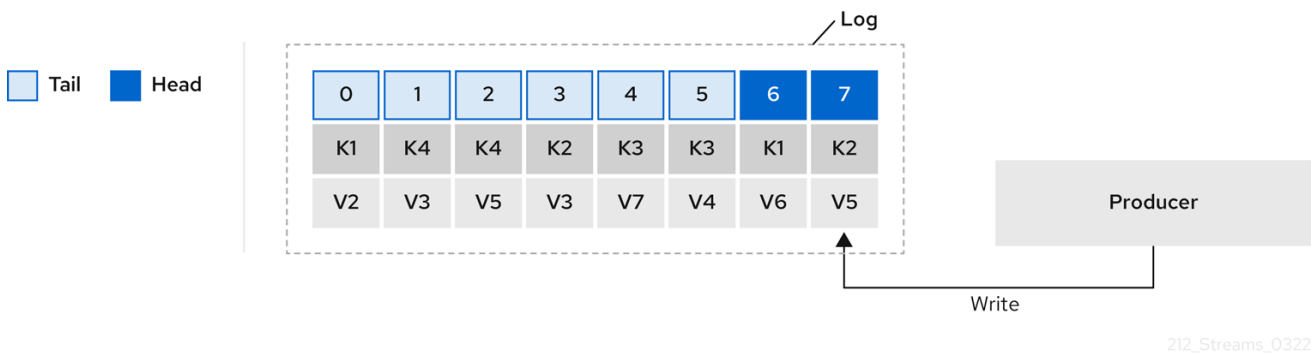 Log
Tail Head
0 1 2 3 4 5 6 7
K1 K4 K4 K2 K3 K3 K1 K2
V2 V3 V5 V3 V7 V4 V6 V5
Producer
Write
212_Streams_0322